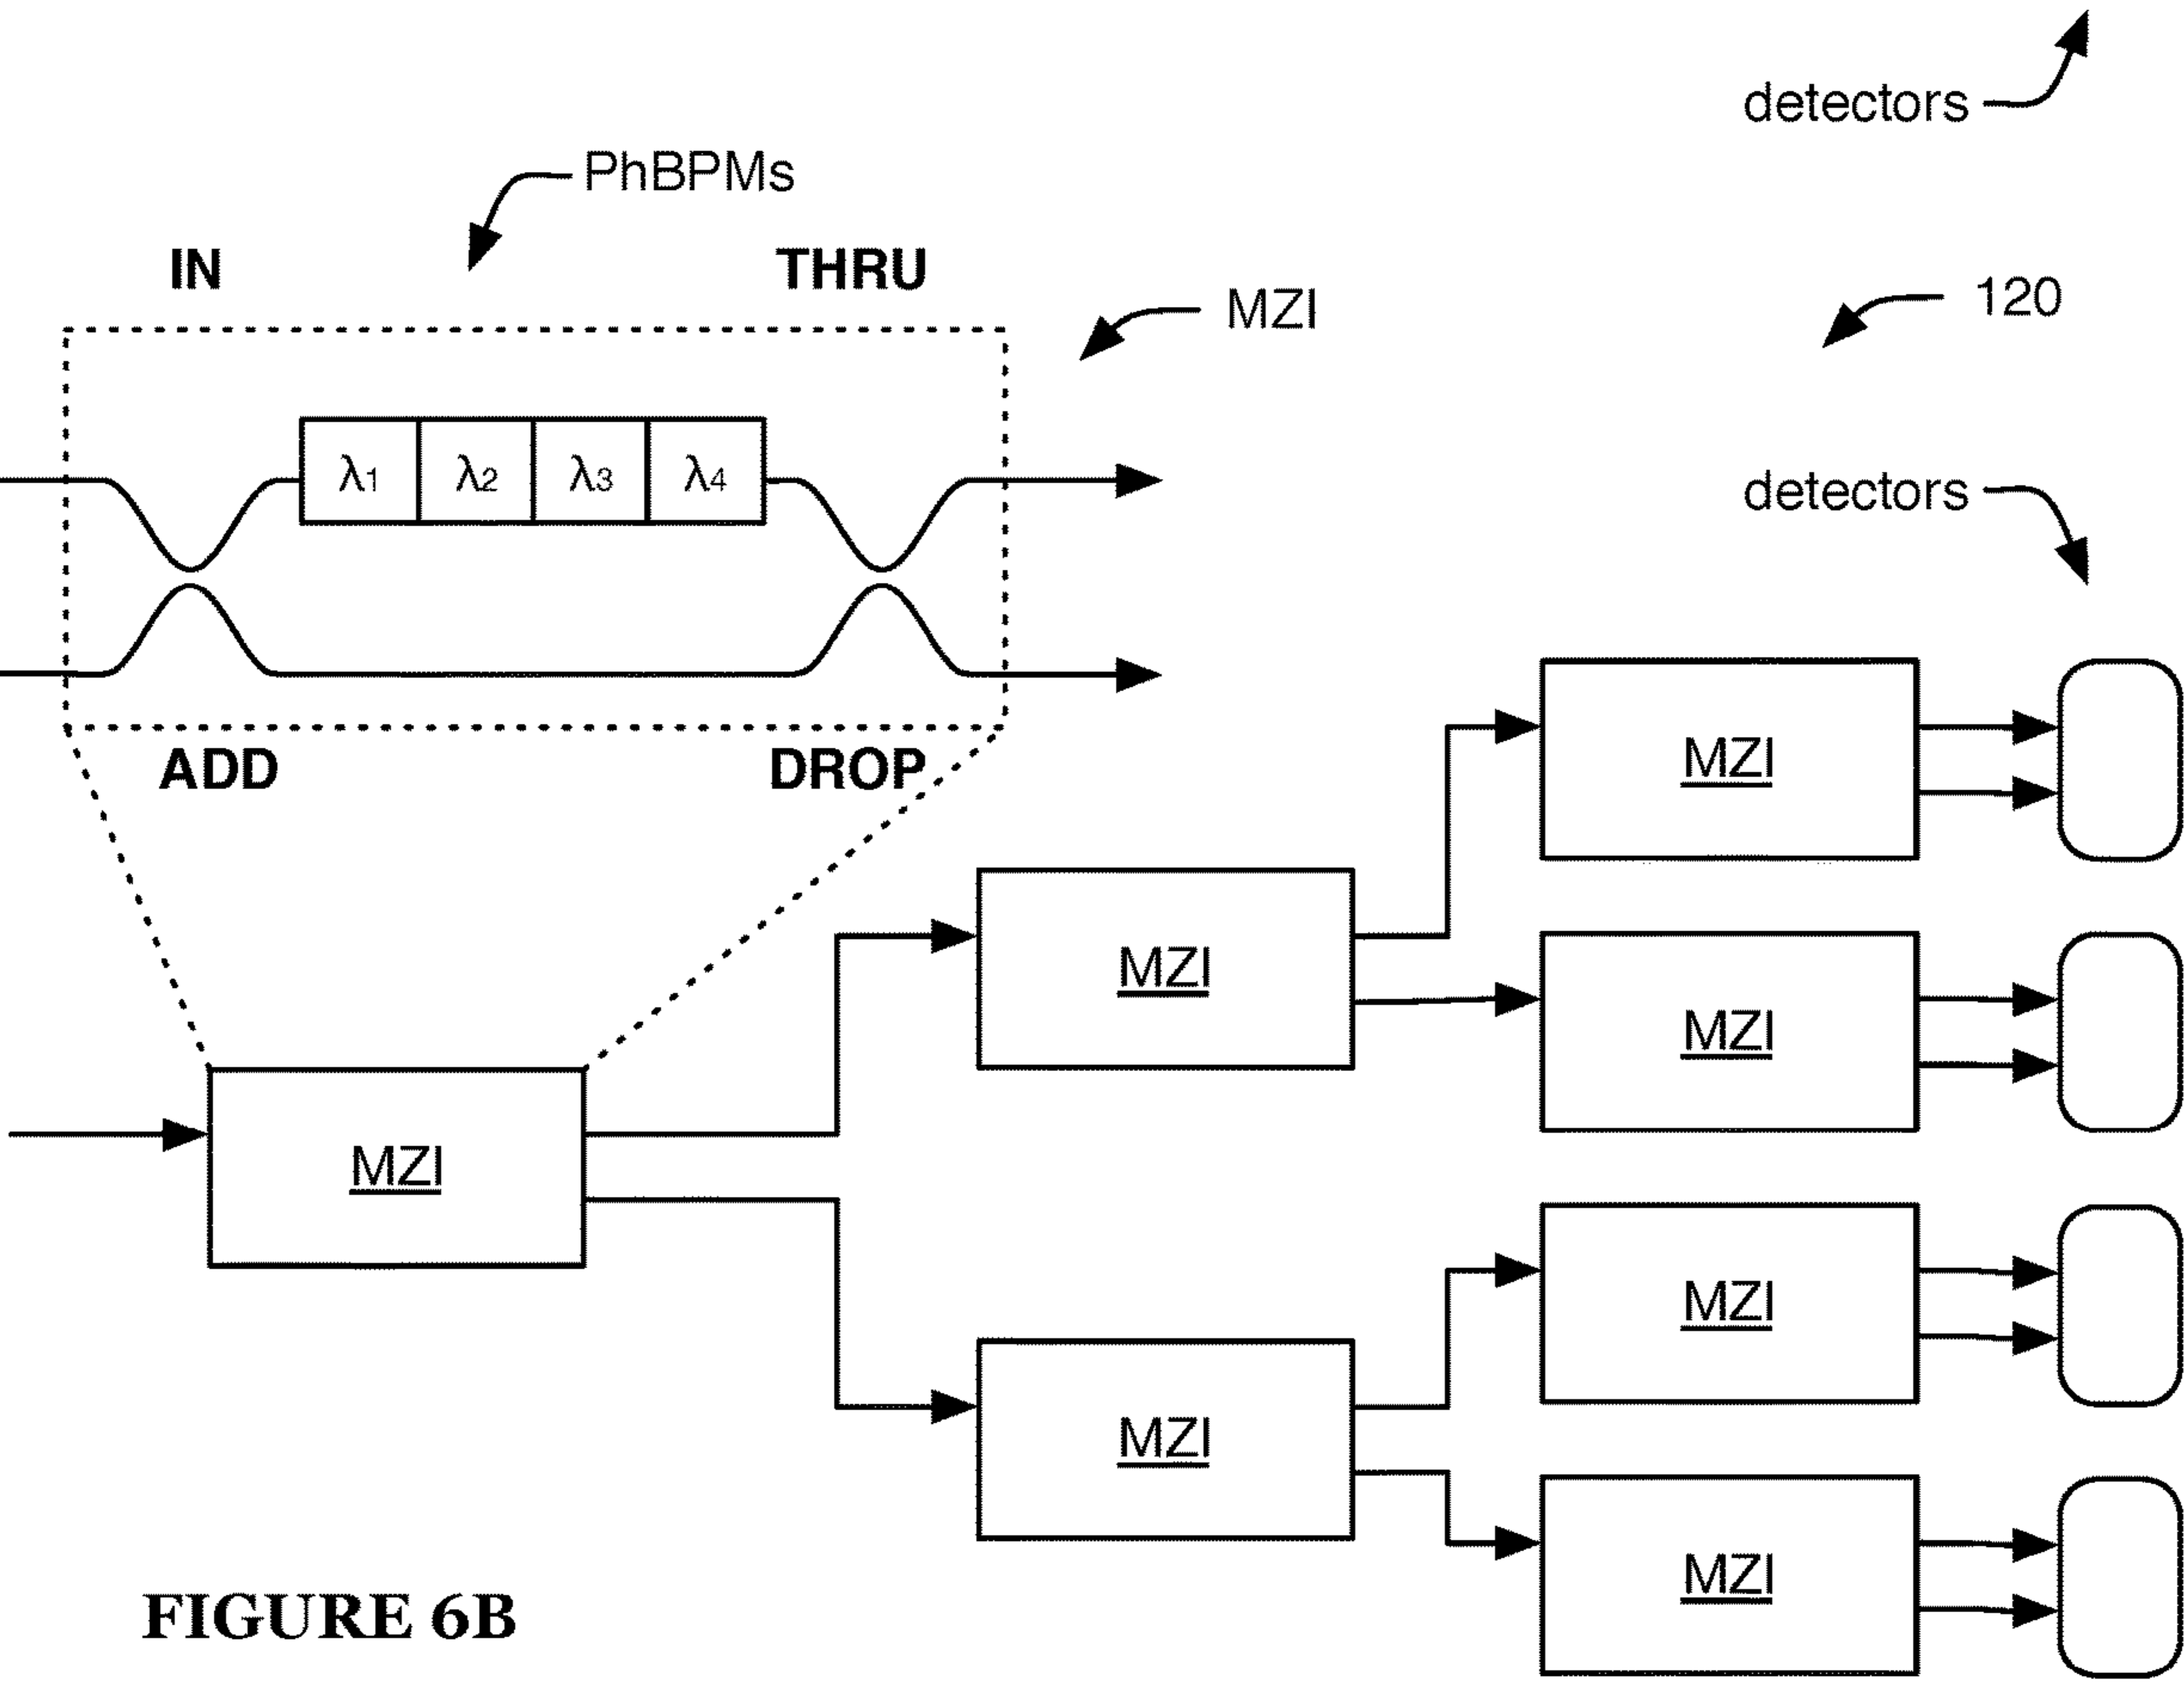 detectors
PhBPMs
IN
THRU
MZI
120
λ1 λ2 λ3 λ4
detectors
ADD
DROP
MZI
MZI
MZI
MZI
MZI
MZI
MZI
FIGURE 6B